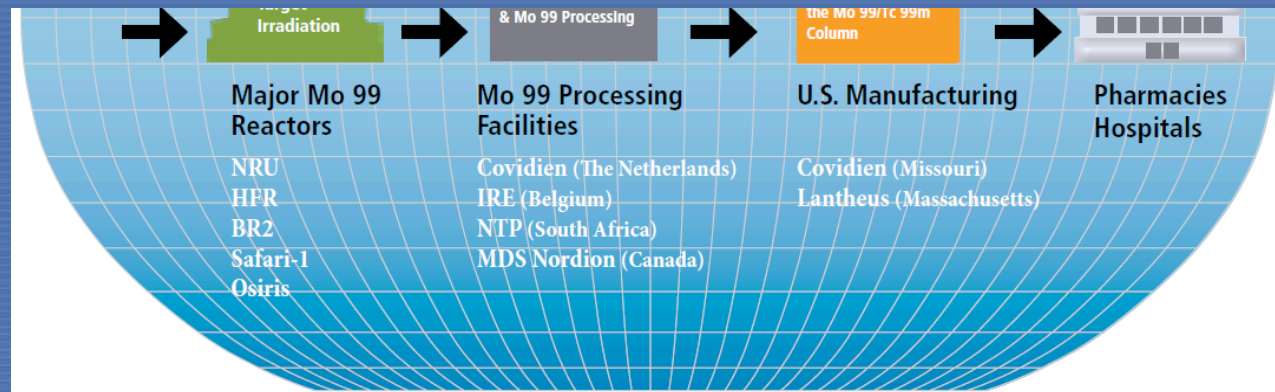 Irradiation
& Mo 99 Processing
the Mo 99/Tc 99m
Column
Major Mo 99
Reactors
NRU
HFR
BR2
Safari-1
Osiris
Mo 99 Processing
Facilities
Covidien (The Netherlands)
IRE (Belgium)
NTP (South Africa)
MDS Nordion (Canada)
U.S. Manufacturing
Covidien (Missouri)
Lantheus (Massachusetts)
Pharmacies
Hospitals